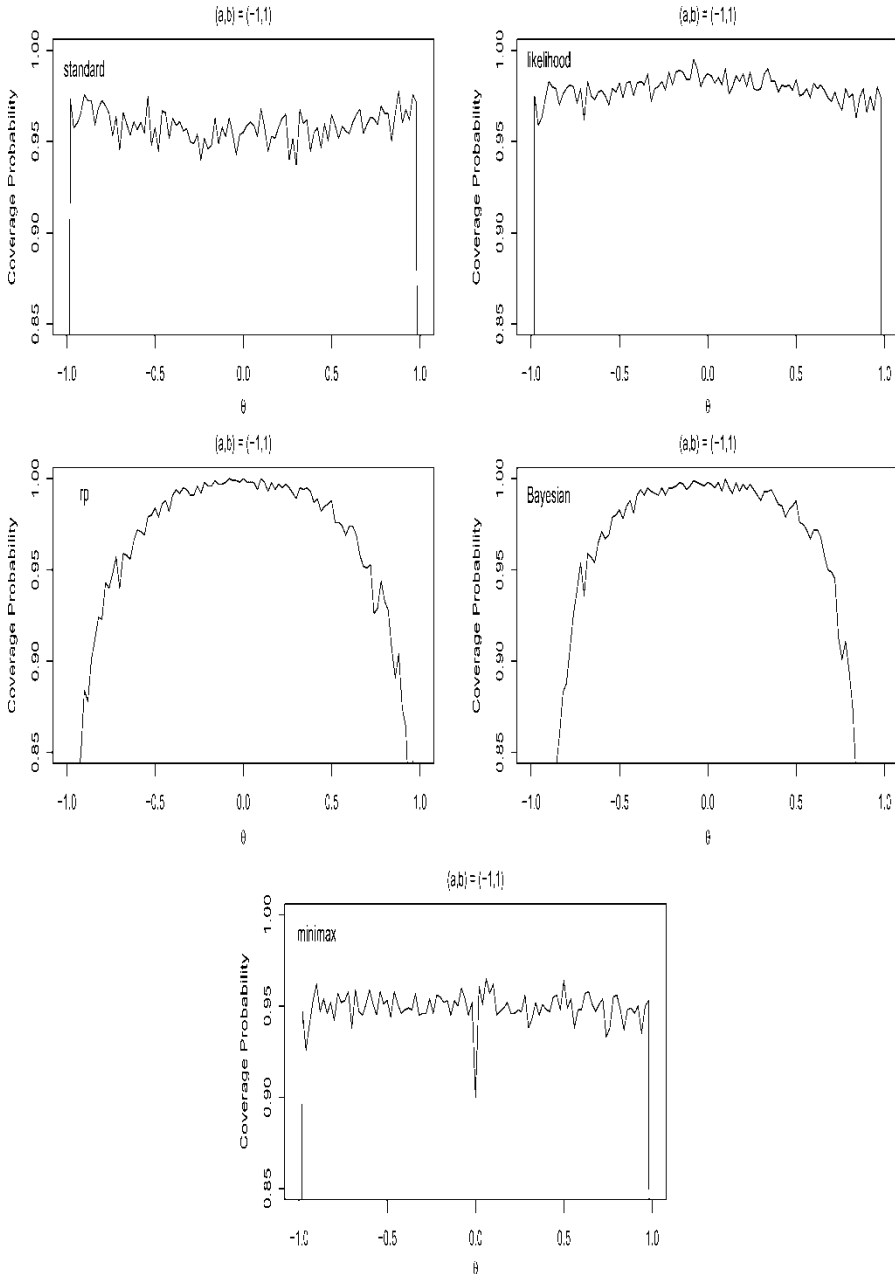 (a,b) = (−1,1)
standard
Coverage Probability
1.00
0.95
0.90
0.85
−1.0 −0.5 0.0 0.5 1.0
θ
(a,b) = (−1,1)
likelihood
Coverage Probability
1.00
0.95
0.90
0.85
−1.0 −0.5 0.0 0.5 1.0
θ
(a,b) = (−1,1)
rp
Coverage Probability
1.00
0.95
0.90
0.85
−1.0 −0.5 0.0 0.5 1.0
θ
(a,b) = (−1,1)
Bayesian
Coverage Probability
1.00
0.95
0.90
0.85
−1.0 −0.5 0.0 0.5 1.0
θ
(a,b) = (−1,1)
minimax
Coverage Probability
1.00
0.95
0.90
0.85
−1.0 −0.5 0.0 0.5 1.0
θ